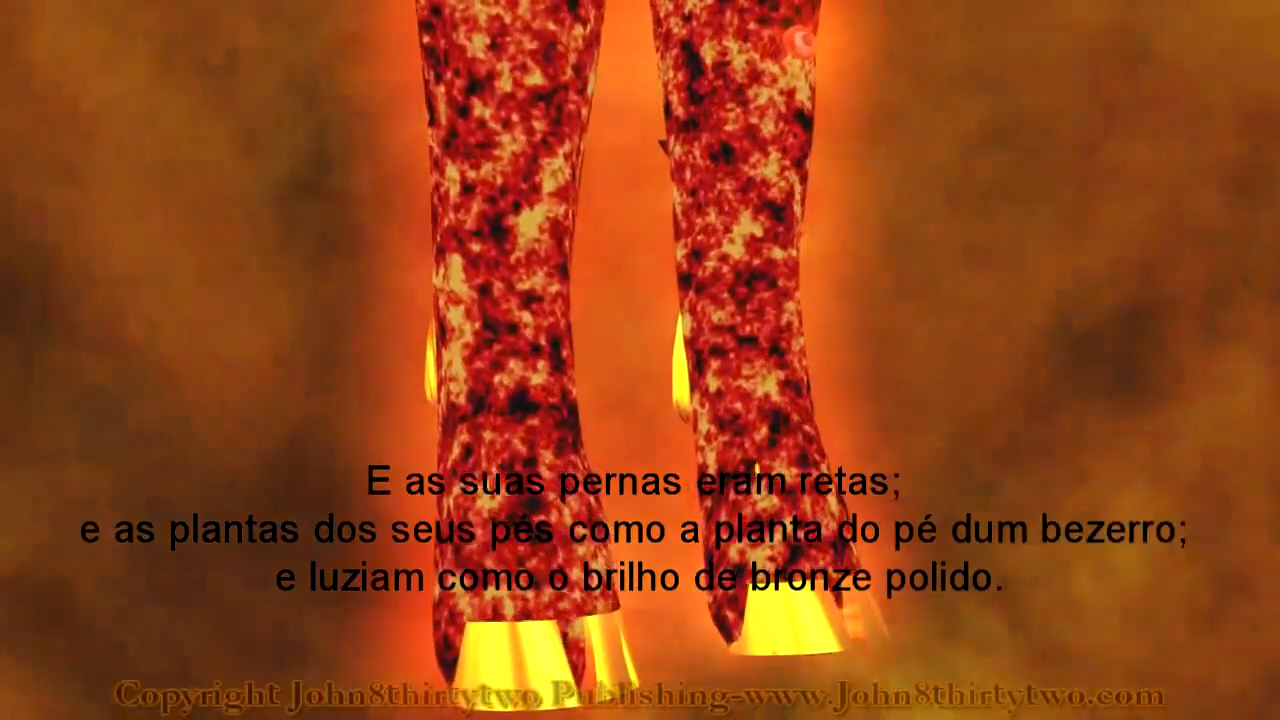 E as suas pernas eram retas;
e as plantas dos seus pés como a planta do pé dum bezerro;
e luziam como o brilho de bronze polido.
Copyright John8thirtytwo Publishing-www.John8thirtytwo.com